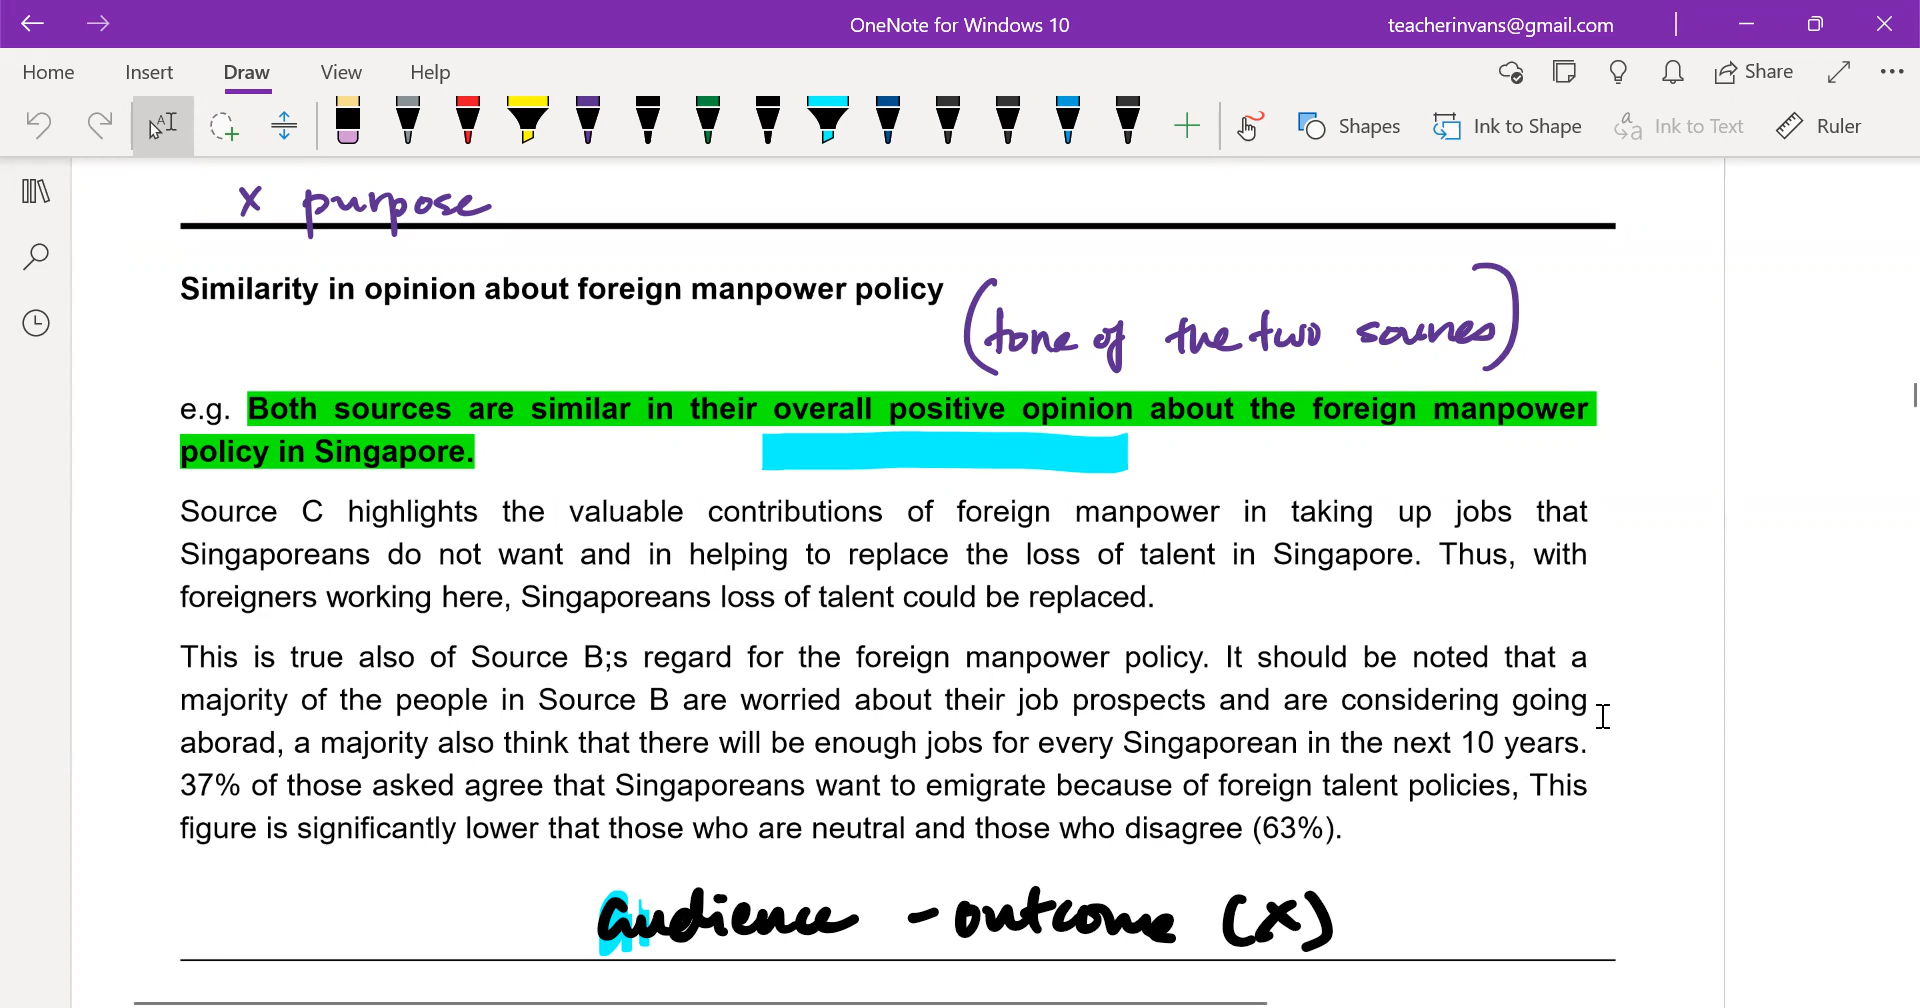 OneNote for Windows 10
teacherinvans@gmail.com
Home Insert Draw View Help
Share
Shapes Ink to Shape Ink to Text Ruler
x purpose
Similarity in opinion about foreign manpower policy
(tone of the two sources)
e.g. Both sources are similar in their overall positive opinion about the foreign manpower
policy in Singapore.
Source C highlights the valuable contributions of foreign manpower in taking up jobs that
Singaporeans do not want and in helping to replace the loss of talent in Singapore. Thus, with
foreigners working here, Singaporeans loss of talent could be replaced.
This is true also of Source B;s regard for the foreign manpower policy. It should be noted that a
majority of the people in Source B are worried about their job prospects and are considering going
aborad, a majority also think that there will be enough jobs for every Singaporean in the next 10 years.
37% of those asked agree that Singaporeans want to emigrate because of foreign talent policies, This
figure is significantly lower that those who are neutral and those who disagree (63%).
audience - outcome (x)